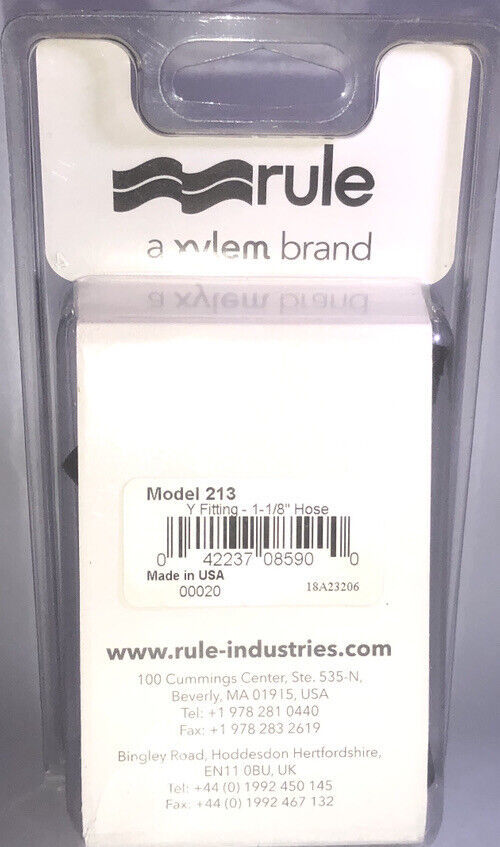 rule
a xylem brand
a xylem brand
Model 213
Y Fitting - 1-1/8" Hose
0 42237 08590 0
Made in USA
00020 18A23206
www.rule-industries.com
100 Cummings Center, Ste. 535-N,
Beverly, MA 01915, USA
Tel: +1 978 281 0440
Fax: +1 978 283 2619
Bingley Road, Hoddesdon Hertfordshire,
EN11 0BU, UK
Tel: +44 (0) 1992 450 145
Fax: +44 (0) 1992 467 132